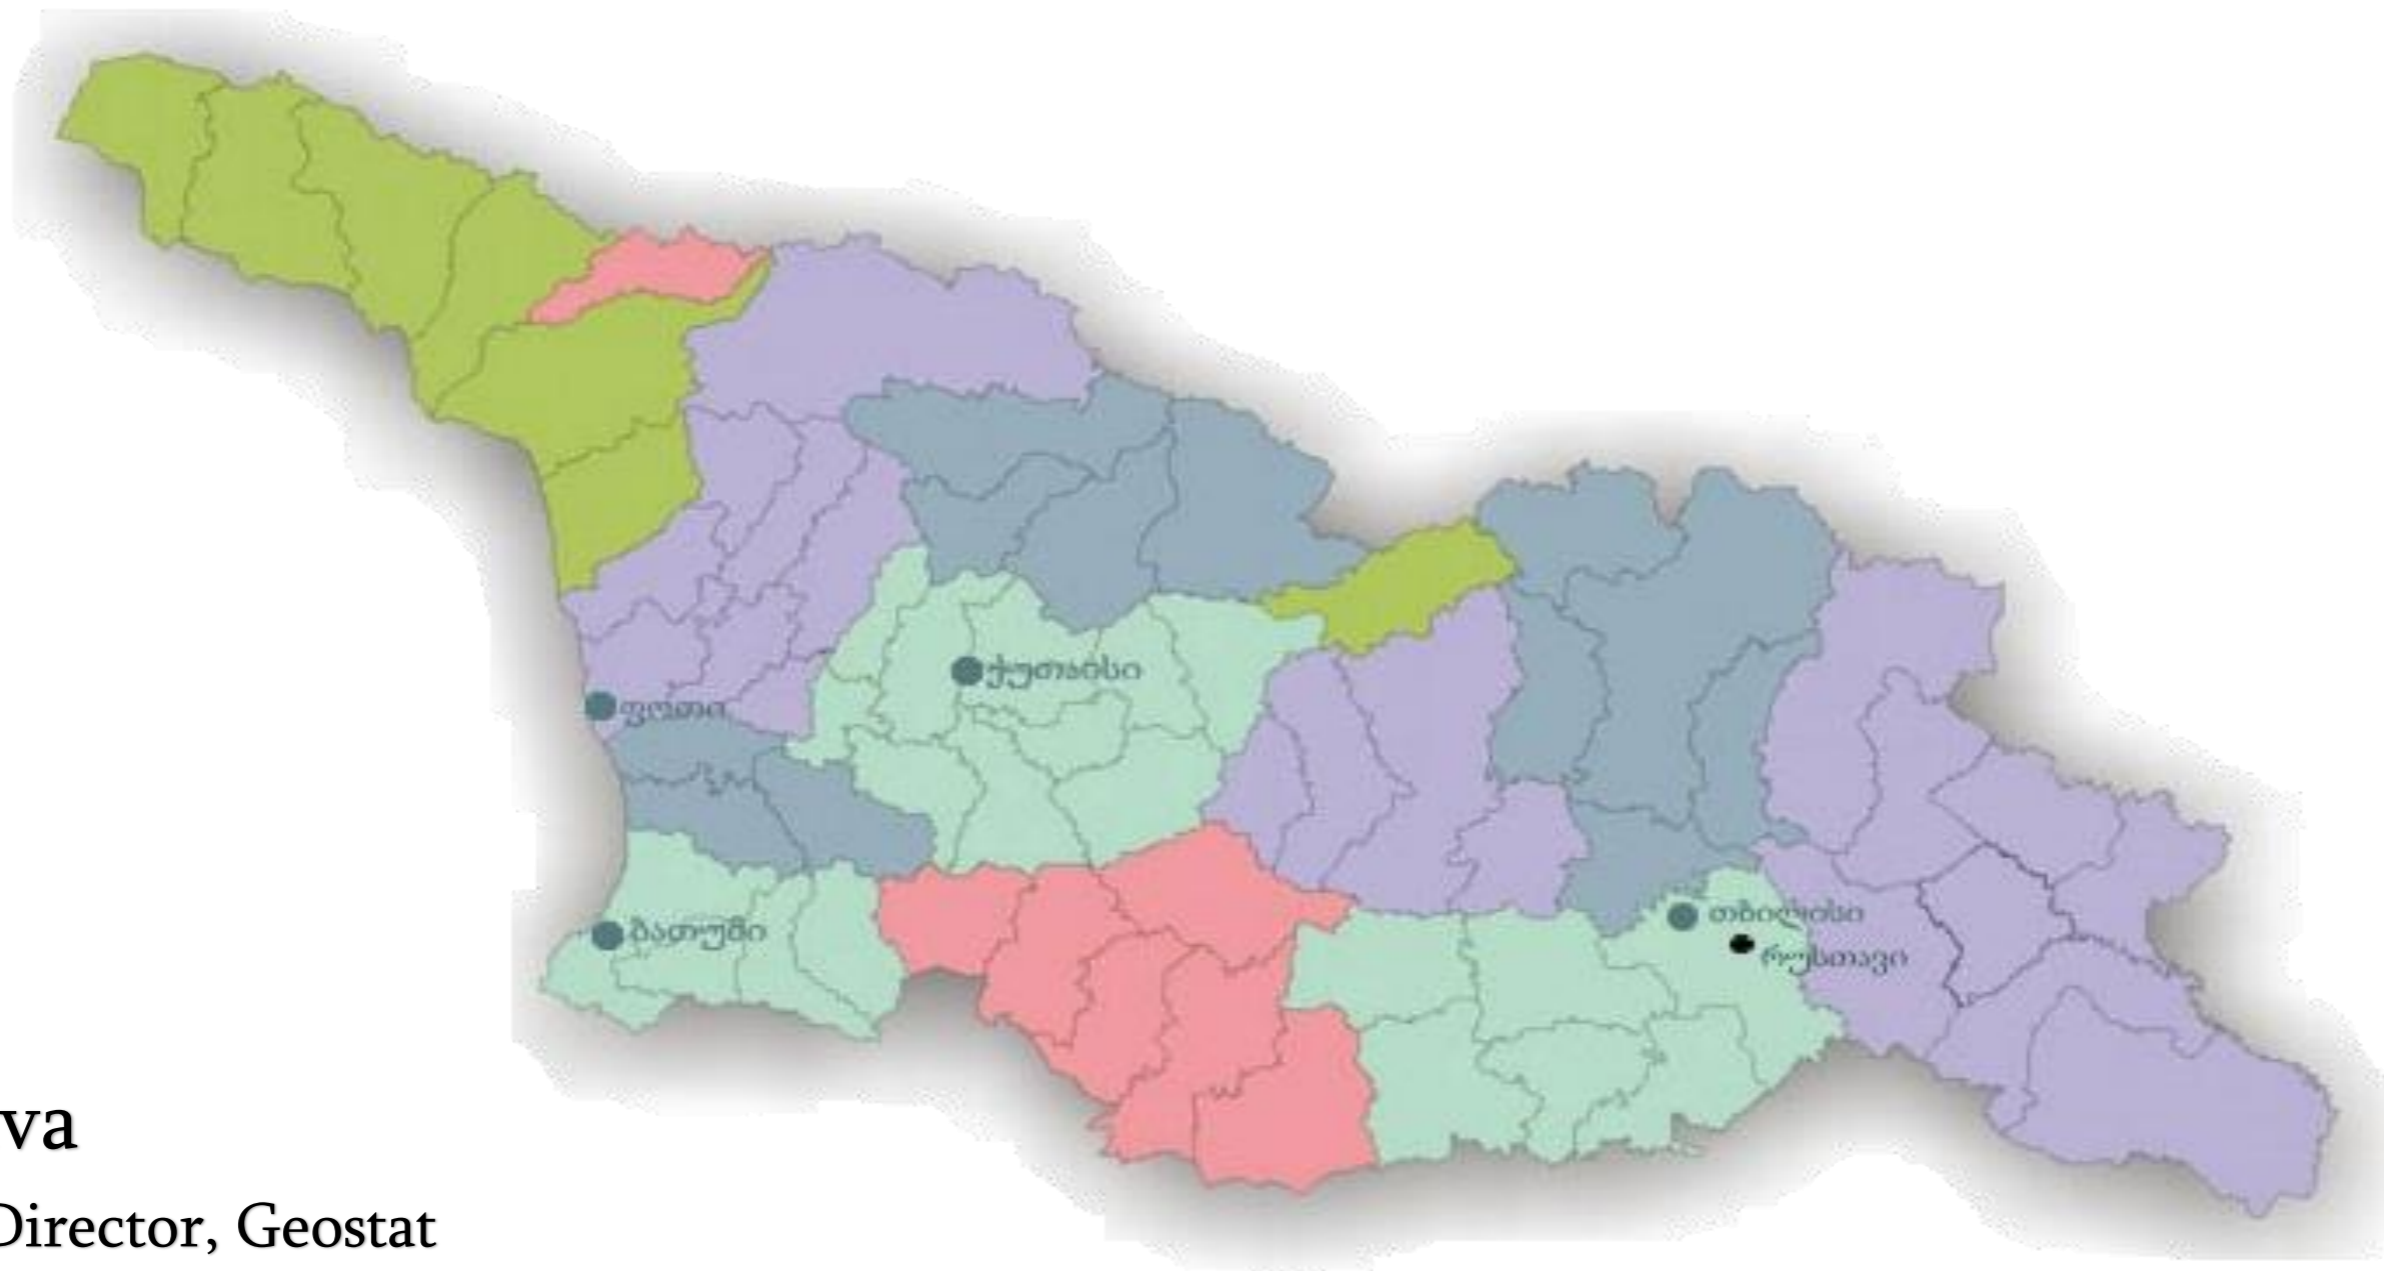 ქუთაისი
ფოთი
თბილისი
ბათუმი
რუსთავი
va
Director, Geostat